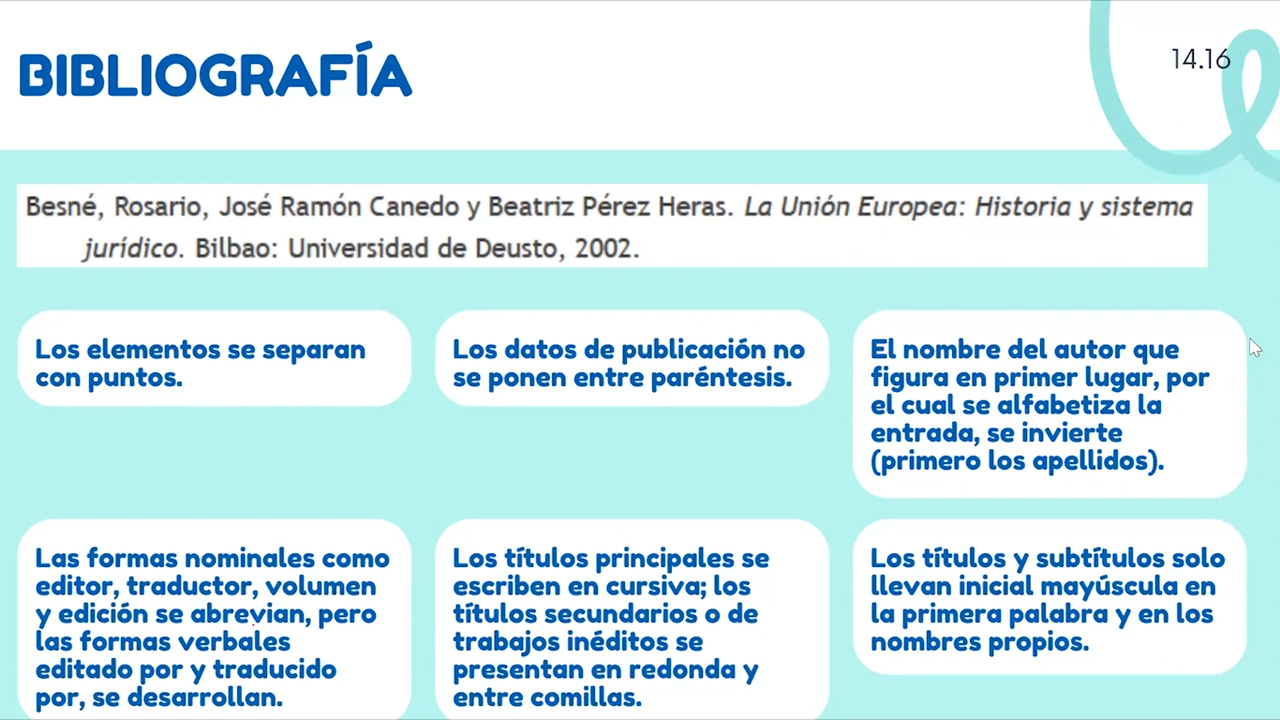 BIBLIOGRAFÍA
14.16
Besné, Rosario, José Ramón Canedo y Beatriz Pérez Heras. La Unión Europea: Historia y sistema
jurídico. Bilbao: Universidad de Deusto, 2002.
Los elementos se separan
con puntos.
Los datos de publicación no
se ponen entre paréntesis.
El nombre del autor que
figura en primer lugar, por
el cual se alfabetiza la
entrada, se invierte
(primero los apellidos).
Las formas nominales como
editor, traductor, volumen
y edición se abrevian, pero
las formas verbales
editado por y traducido
por, se desarrollan.
Los títulos principales se
escriben en cursiva; los
títulos secundarios o de
trabajos inéditos se
presentan en redonda y
entre comillas.
Los títulos y subtítulos solo
llevan inicial mayúscula en
la primera palabra y en los
nombres propios.